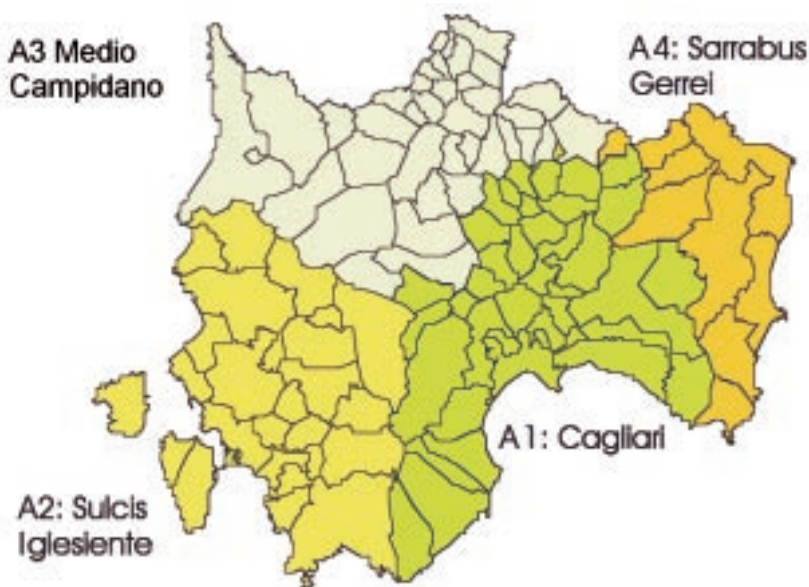 A3 Medio
Campidano
A4: Sarrabus
Gerrei
A1: Cagliari
A2: Sulcis
Iglesiente